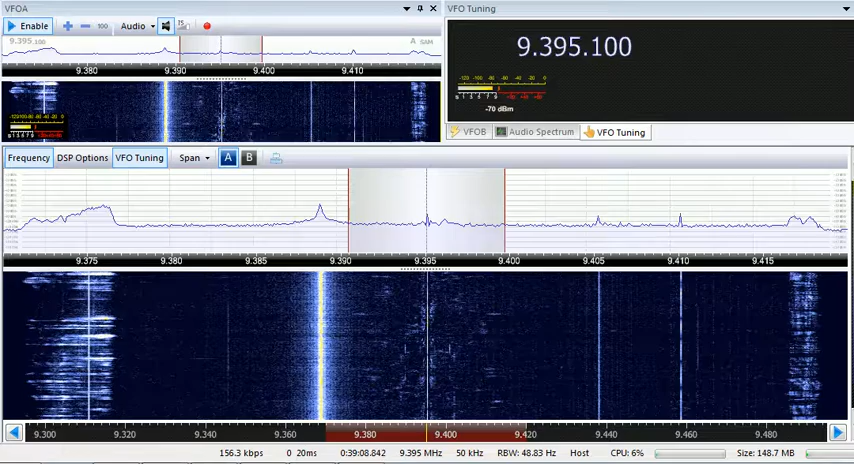 VFOA
VFO Tuning
Enable
100
Audio
9.395.100
A SAM
9.380 9.390 9.400 9.410
9.395.100
-70 dBm
VFOB Audio Spectrum VFO Tuning
Frequency DSP Options VFO Tuning Span A B
9.375 9.380 9.385 9.390 9.395 9.400 9.405 9.410 9.415
9.300 9.320 9.340 9.360 9.380 9.400 9.420 9.440 9.460 9.480
156.3 kbps 0 20ms 0:39:08.842 9.395 MHz 50 kHz RBW: 48.83 Hz Host CPU: 6% Size: 148.7 MB